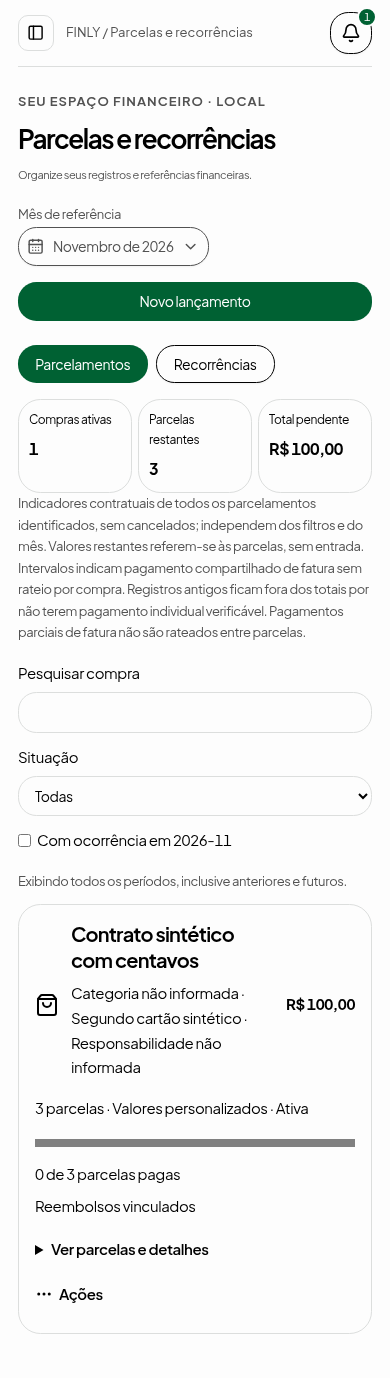 FINLY / Parcelas e recorrências
1
SEU ESPAÇO FINANCEIRO · LOCAL
Parcelas e recorrências
Organize seus registros e referências financeiras.
Mês de referência
Novembro de 2026
Novo lançamento
Parcelamentos
Recorrências
Compras ativas
1
Parcelas
restantes
3
Total pendente
R$ 100,00
Indicadores contratuais de todos os parcelamentos
identificados, sem cancelados; independem dos filtros e do
mês. Valores restantes referem-se às parcelas, sem entrada.
Intervalos indicam pagamento compartilhado de fatura sem
rateio por compra. Registros antigos ficam fora dos totais por
não terem pagamento individual verificável. Pagamentos
parciais de fatura não são rateados entre parcelas.
Pesquisar compra
Situação
Todas
Com ocorrência em 2026-11
Exibindo todos os períodos, inclusive anteriores e futuros.
Contrato sintético
com centavos
Categoria não informada ·
Segundo cartão sintético ·
Responsabilidade não
informada
R$ 100,00
3 parcelas · Valores personalizados · Ativa
0 de 3 parcelas pagas
Reembolsos vinculados
Ver parcelas e detalhes
Ações